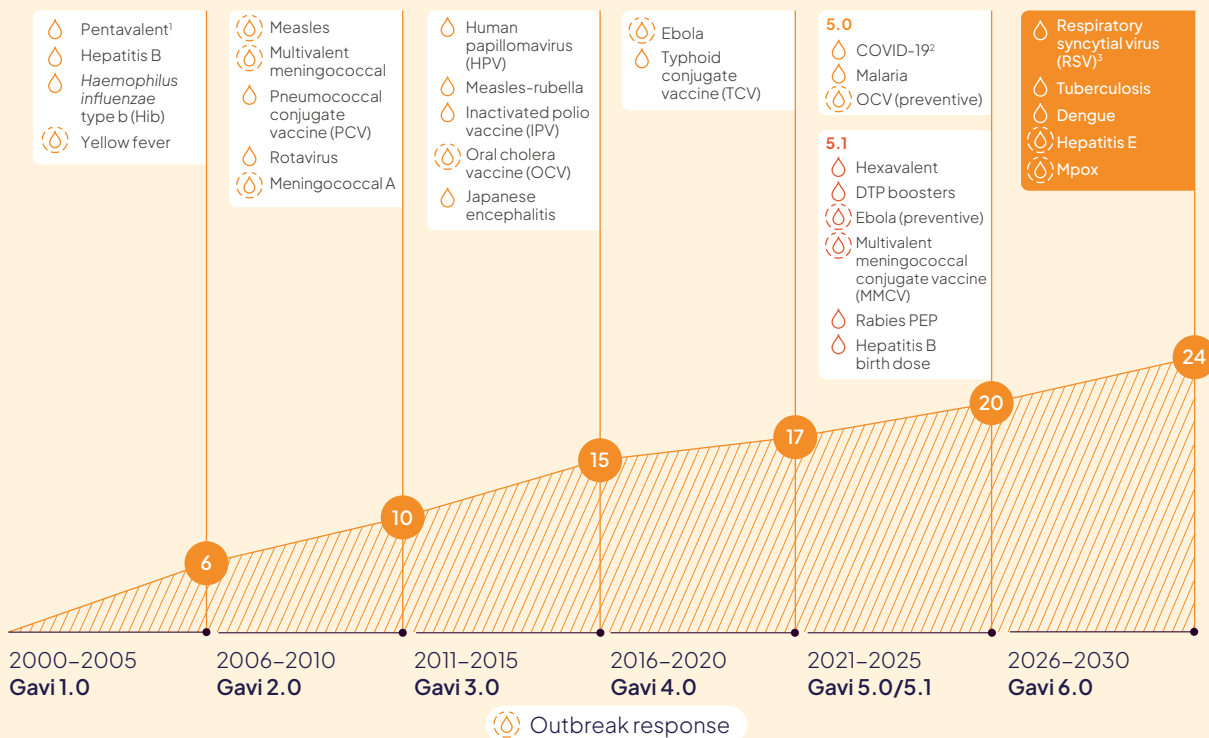 Pentavalent¹
Hepatitis B
Haemophilus
influenzae
type b (Hib)
Yellow fever
Measles
Multivalent
meningococcal
Pneumococcal
conjugate
vaccine (PCV)
Rotavirus
Meningococcal A
Human
papillomavirus
(HPV)
Measles-rubella
Inactivated polio
vaccine (IPV)
Oral cholera
vaccine (OCV)
Japanese
encephalitis
Ebola
Typhoid
conjugate
vaccine (TCV)
5.0
COVID-19²
Malaria
OCV (preventive)
5.1
Hexavalent
DTP boosters
Ebola (preventive)
Multivalent
meningococcal
conjugate vaccine
(MMCV)
Rabies PEP
Hepatitis B
birth dose
Respiratory
syncytial virus
(RSV)³
Tuberculosis
Dengue
Hepatitis E
Mpox
6
10
15
17
20
24
2000–2005
Gavi 1.0
2006–2010
Gavi 2.0
2011–2015
Gavi 3.0
2016–2020
Gavi 4.0
2021–2025
Gavi 5.0/5.1
2026–2030
Gavi 6.0
Outbreak response